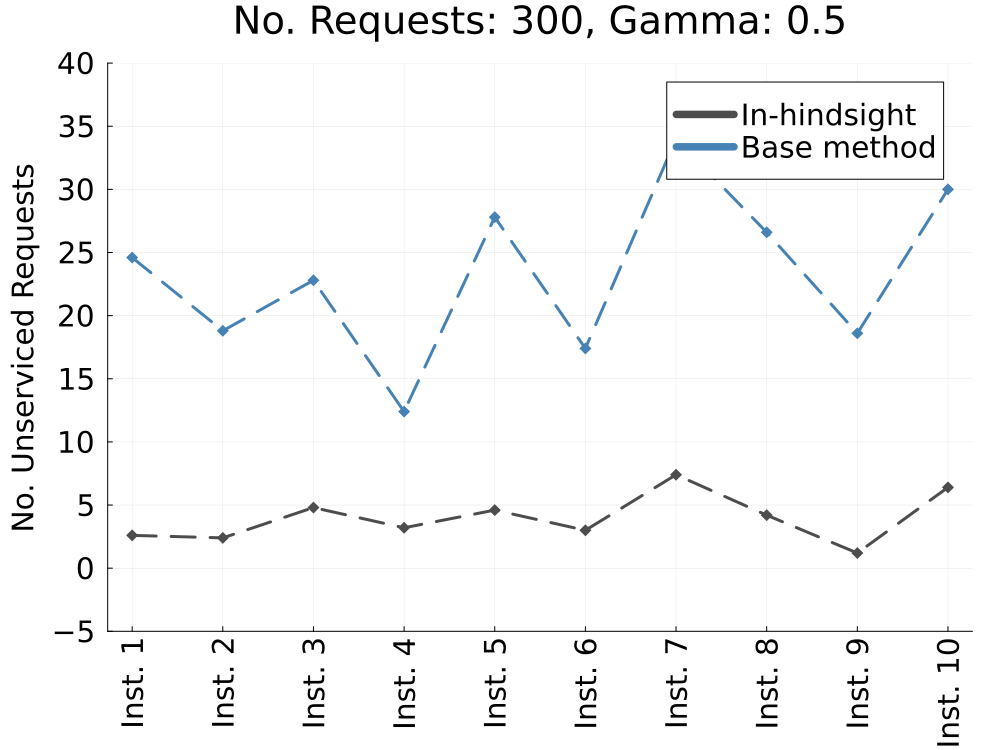 No. Requests: 300, Gamma: 0.5
No. Unserviced Requests
40
35
30
25
20
15
10
5
0
−5
In-hindsight
Base method
Inst. 1
Inst. 2
Inst. 3
Inst. 4
Inst. 5
Inst. 6
Inst. 7
Inst. 8
Inst. 9
Inst. 10